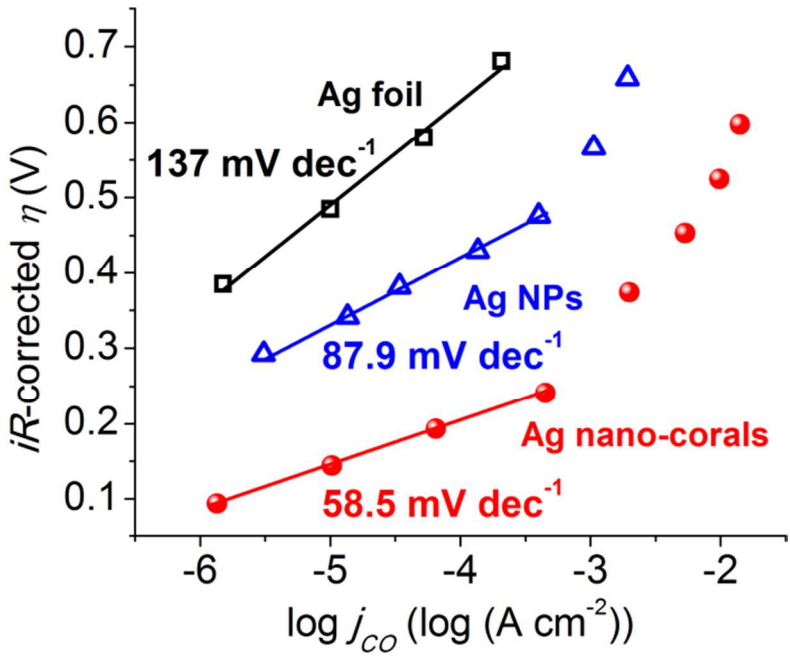 0.7
0.6
0.5
0.4
0.3
0.2
0.1
iR-corrected η (V)
Ag foil
137 mV dec⁻¹
Ag NPs
87.9 mV dec⁻¹
Ag nano-corals
58.5 mV dec⁻¹
-6 -5 -4 -3 -2
log j_CO (log (A cm⁻²))